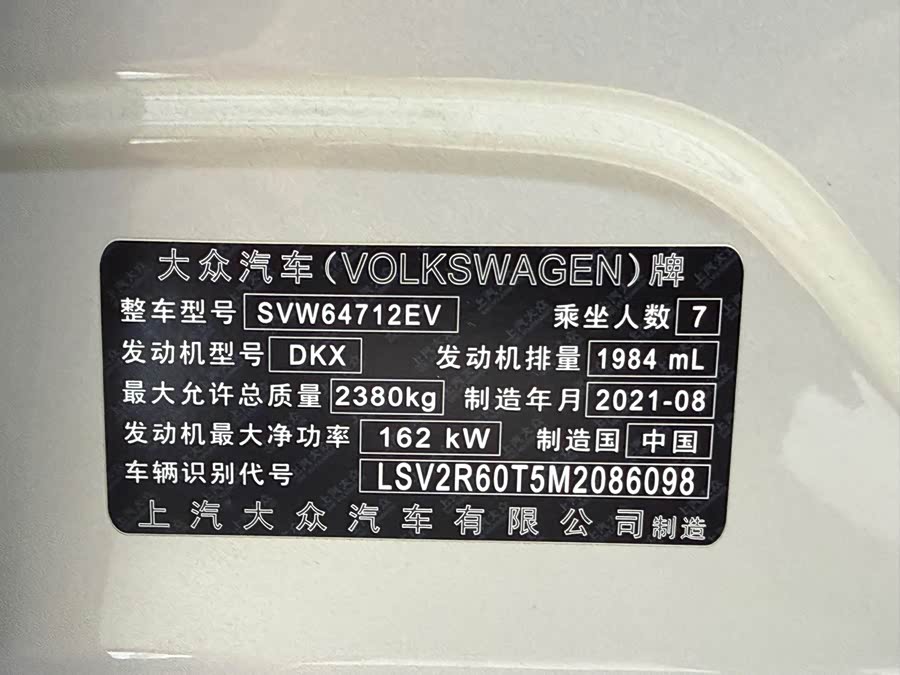 大众汽车(VOLKSWAGEN)牌
整车型号 SVW64712EV 乘坐人数 7
发动机型号 DKX 发动机排量 1984 mL
最大允许总质量 2380kg 制造年月 2021-08
发动机最大净功率 162 kW 制造国 中国
车辆识别代号 LSV2R60T5M2086098
上汽大众汽车有限公司制造